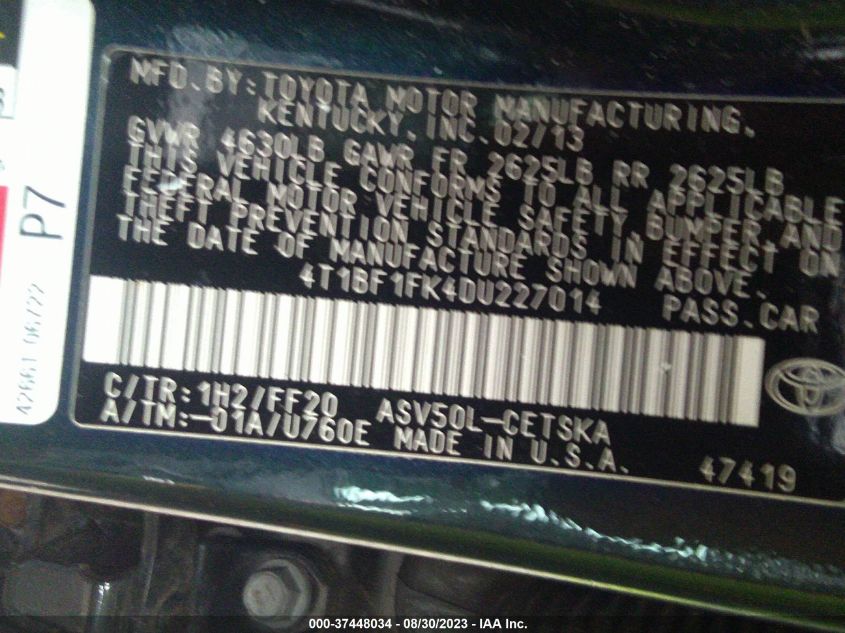 MFD. BY: TOYOTA MOTOR MANUFACTURING,
KENTUCKY, INC. 02/13
GVWR 4630LB GAWR FR 2625LB RR 2625LB
THIS VEHICLE CONFORMS TO ALL APPLICABLE
FEDERAL MOTOR VEHICLE SAFETY, BUMPER AND
THEFT PREVENTION STANDARDS IN EFFECT ON
THE DATE OF MANUFACTURE SHOWN ABOVE.
4T1BF1FK4DU227014 PASS.CAR
C/TR: 1H2/FF20 ASV50L-CETSKA
A/TM:-01A/U760E MADE IN U.S.A.
47419
P7
42661 06/22
000-37448034 - 08/30/2023 - IAA Inc.